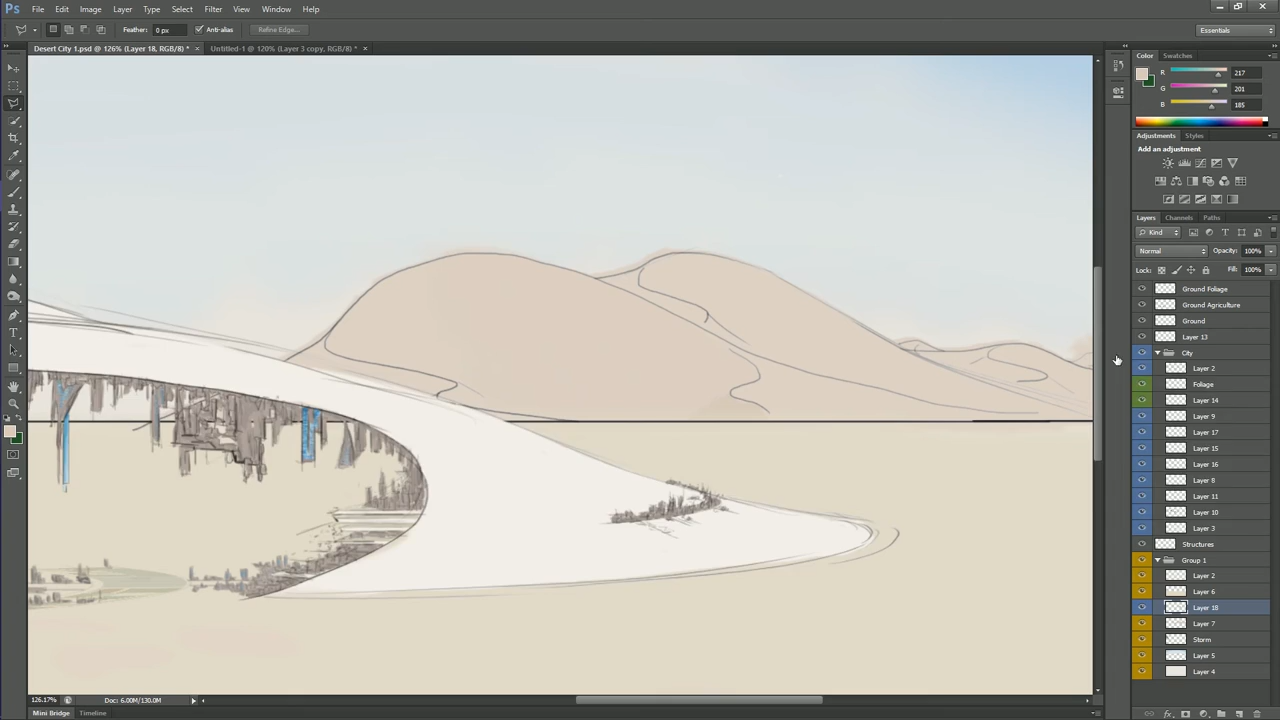 Ps File Edit Image Layer Type Select Filter View Window Help
Feather: 0 px Anti-alias Refine Edge... Essentials
Desert City 1.psd @ 126% (Layer 18, RGB/8) * × Untitled-1 @ 120% (Layer 3 copy, RGB/8) * ×
Color Swatches
R 217
G 201
B 185
Adjustments Styles
Add an adjustment
Layers Channels Paths
Kind
Normal Opacity: 100%
Lock: Fill: 100%
Ground Foliage
Ground Agriculture
Ground
Layer 13
City
Layer 2
Foliage
Layer 14
Layer 9
Layer 17
Layer 15
Layer 16
Layer 8
Layer 11
Layer 10
Layer 3
Structures
Group 1
Layer 2
Layer 6
Layer 18
Layer 7
Storm
Layer 5
Layer 4
126.17% Doc: 6.00M/130.0M
Mini Bridge Timeline